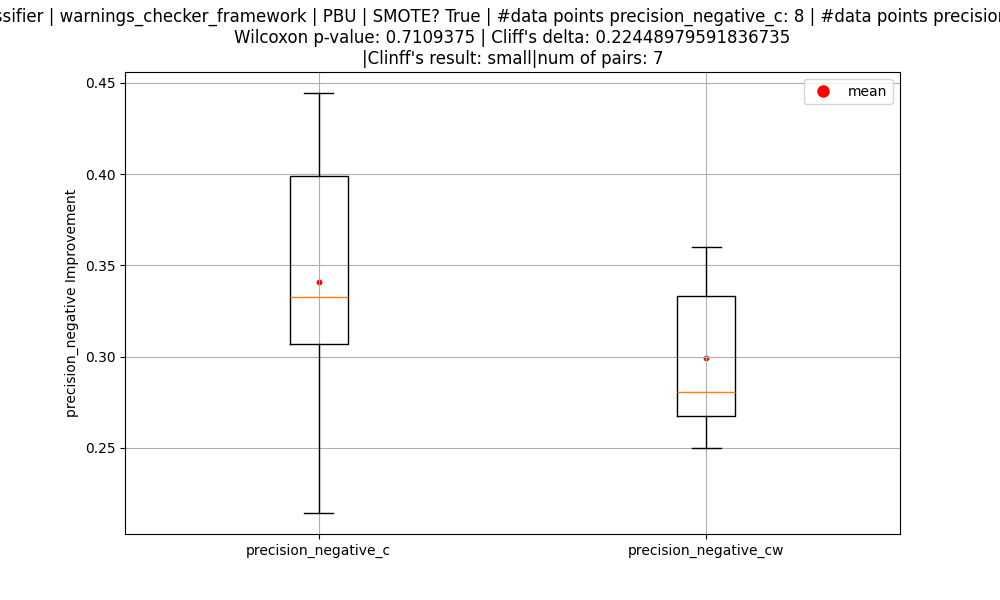 | warnings_checker_framework | PBU | SMOTE? True | #data points precision_negative_c: 8 | #data points
Wilcoxon p-value: 0.7109375 | Cliff's delta: 0.22448979591836735
|Clinff's result: small|num of pairs: 7
mean
0.45
0.40
0.35
0.30
0.25
precision_negative Improvement
precision_negative_c
precision_negative_cw